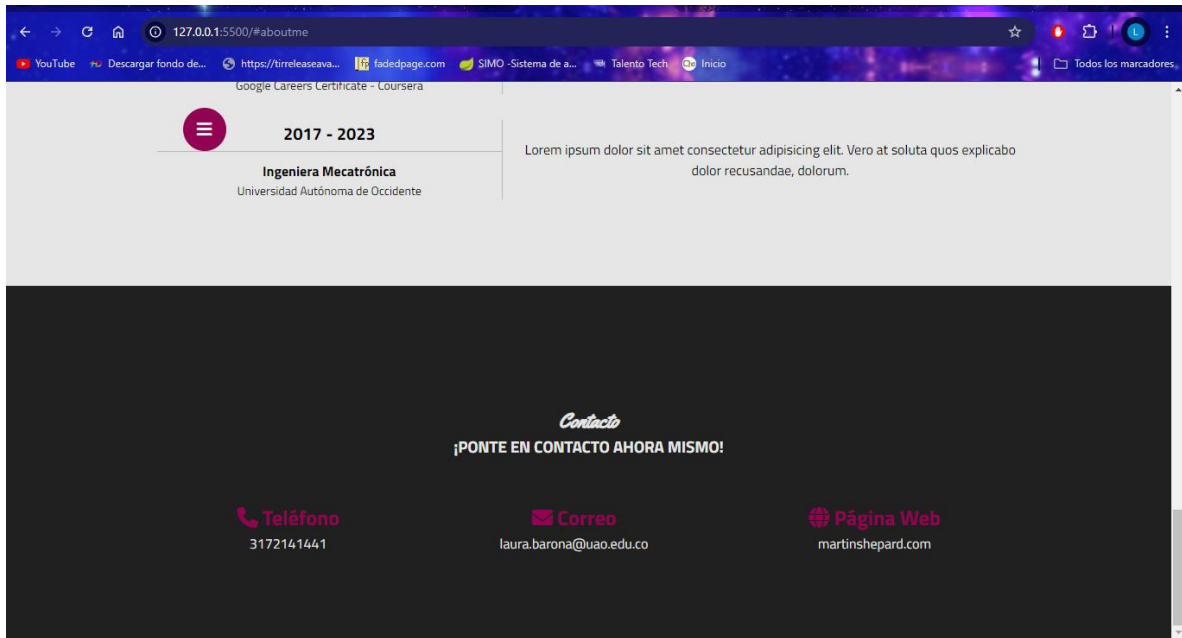 127.0.0.1:5500/#aboutme
L
YouTube
Descargar fondo de...
https://tirreleaseava...
fadedpage.com
SIMO -Sistema de a...
Talento Tech
Inicio
Todos los marcadores
Google Careers Certificate - Coursera
2017 - 2023
Ingeniera Mecatrónica
Universidad Autónoma de Occidente
Lorem ipsum dolor sit amet consectetur adipisicing elit. Vero at soluta quos explicabo
dolor recusandae, dolorum.
Contacto
¡PONTE EN CONTACTO AHORA MISMO!
Teléfono
3172141441
Correo
laura.barona@uao.edu.co
Página Web
martinshepard.com